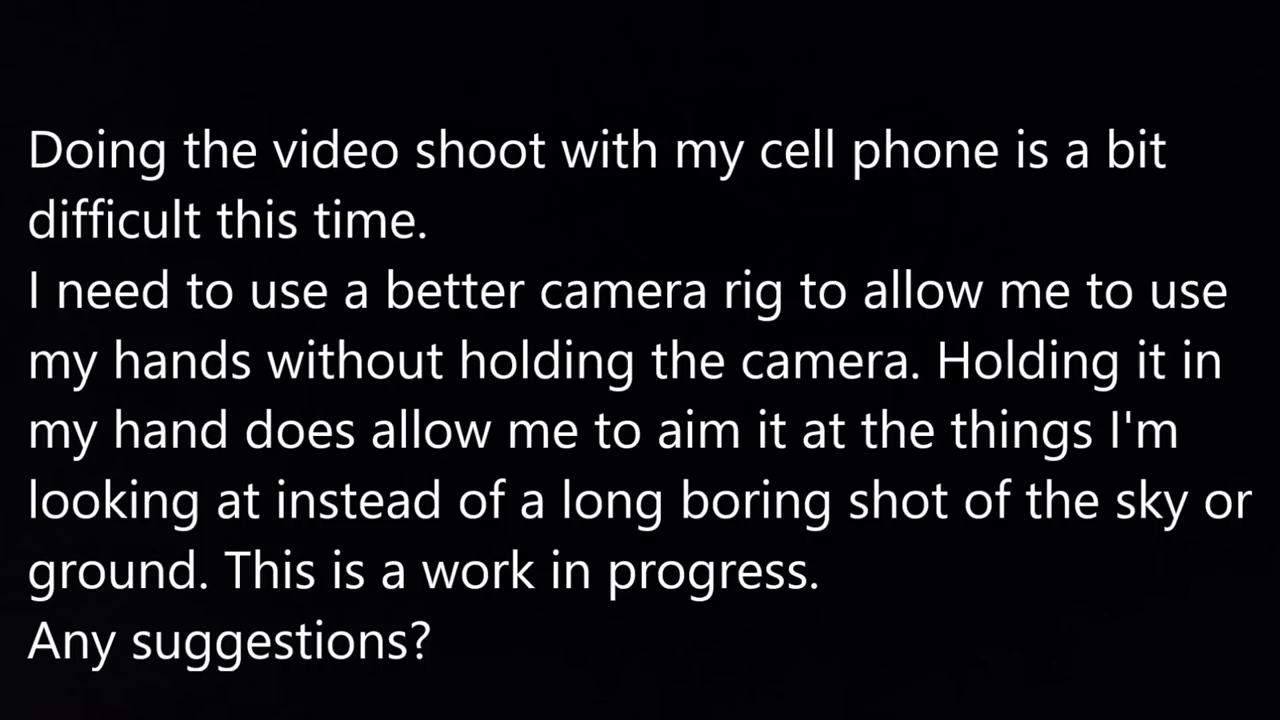 Doing the video shoot with my cell phone is a bit
difficult this time.
I need to use a better camera rig to allow me to use
my hands without holding the camera. Holding it in
my hand does allow me to aim it at the things I'm
looking at instead of a long boring shot of the sky or
ground. This is a work in progress.
Any suggestions?